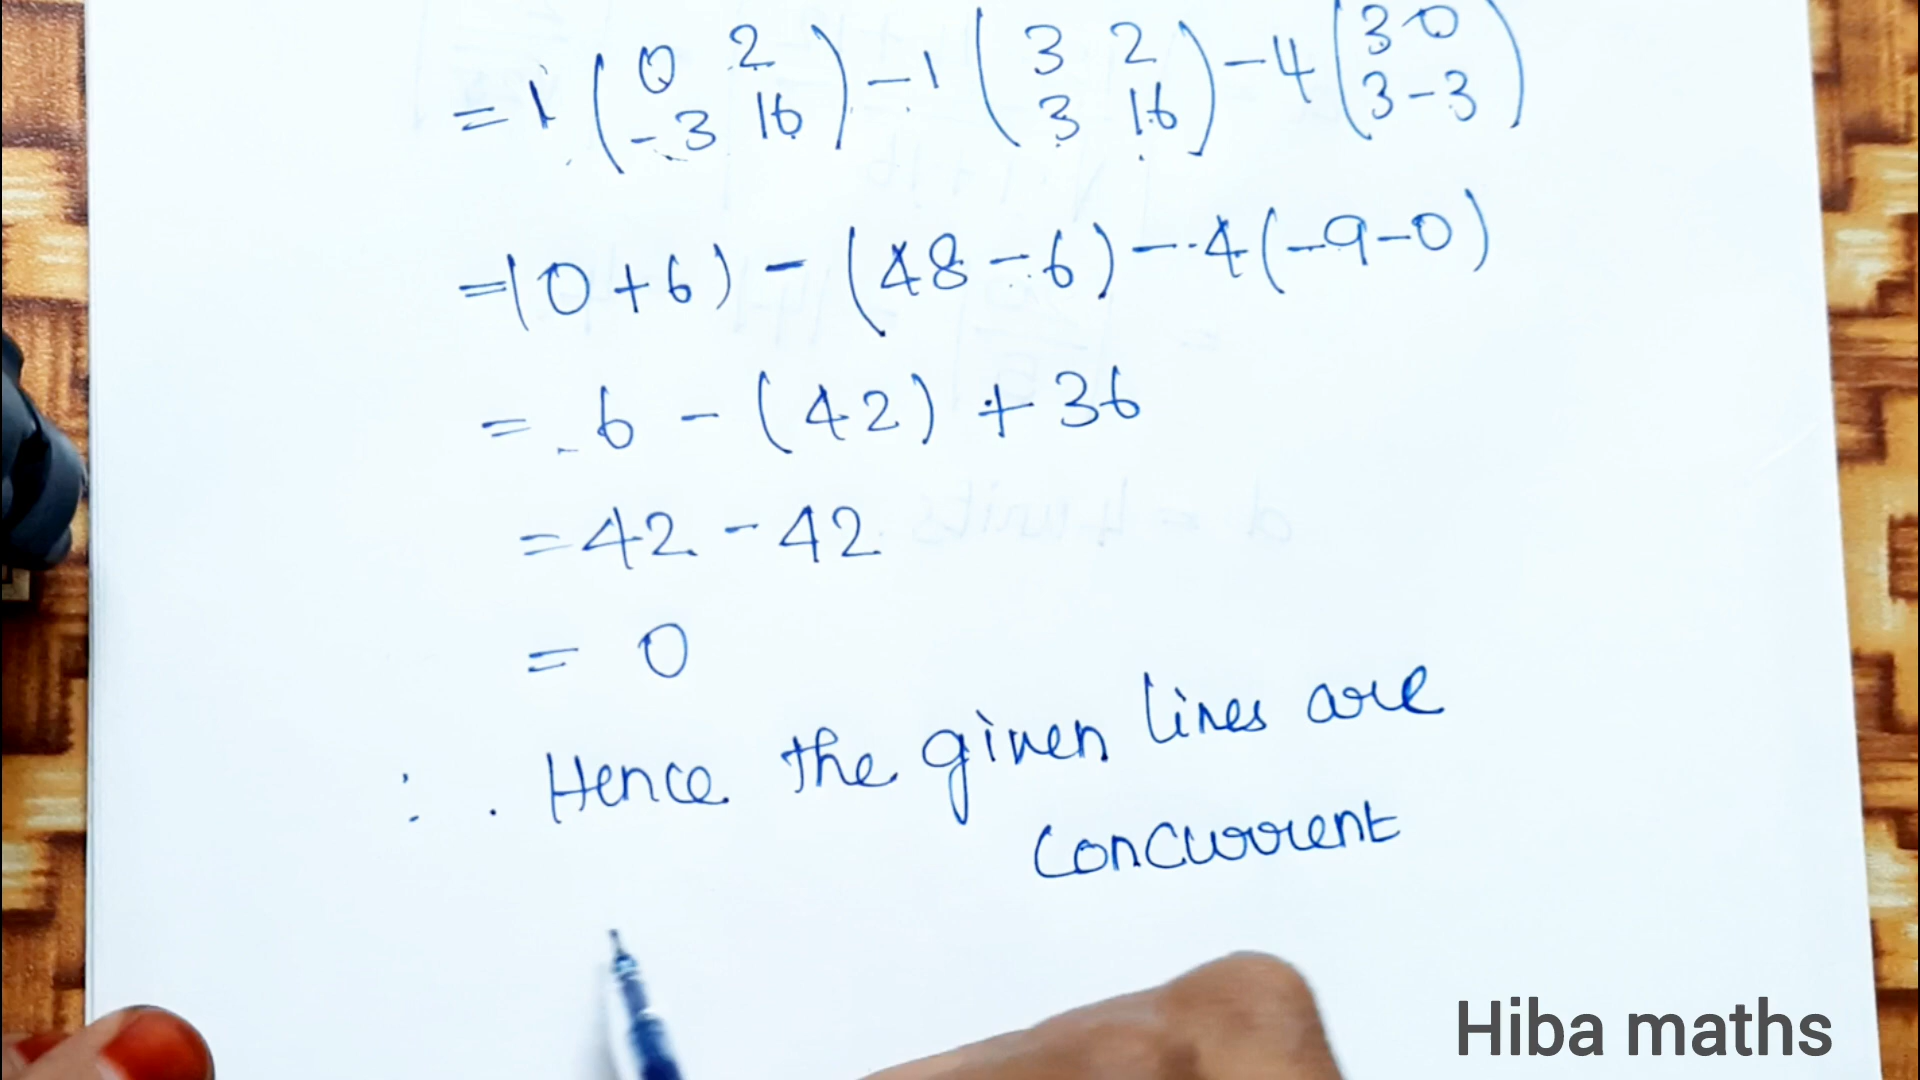 = 1 ( 0 2 ) - 1 ( 3 2 ) - 4 ( 3 0 )
-3 16 3 16 3 -3
= (0+6) - (48-6) - 4(-9-0)
= 6 - (42) + 36
= 42 - 42
= 0
∴ Hence the given lines are
concurrent
Hiba maths